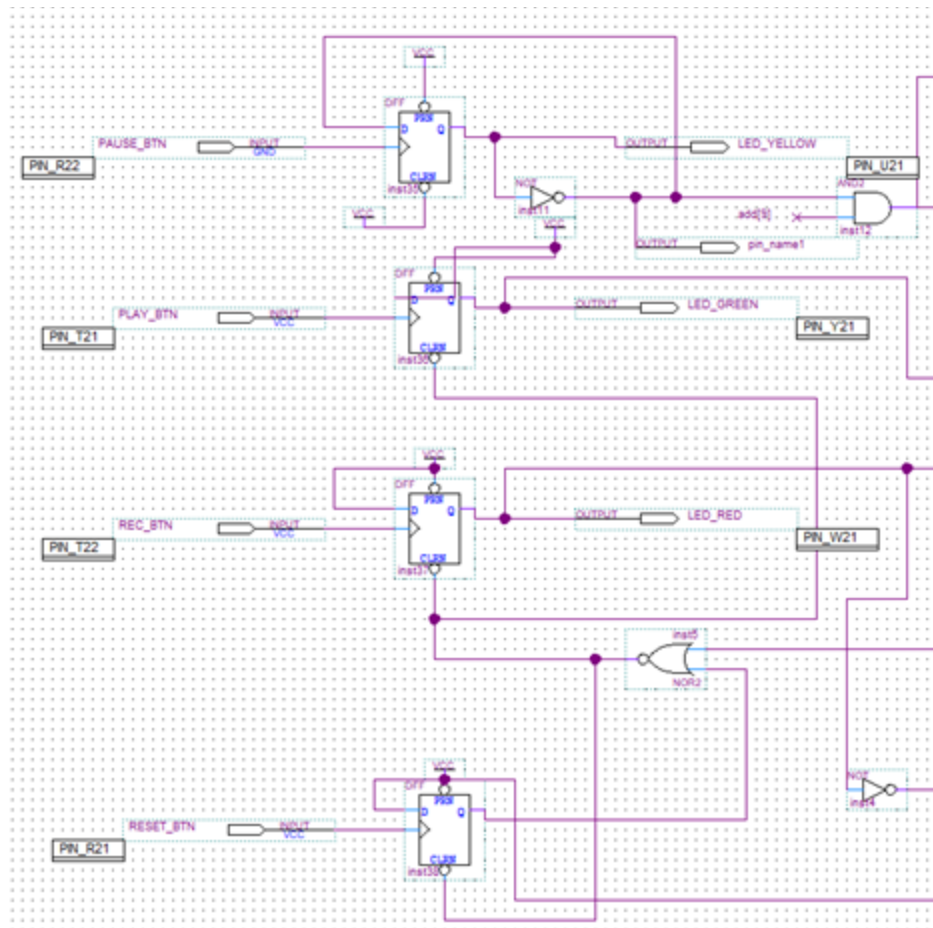 VCC
DFF
PRN
D Q
PAUSE_BTN INPUT GND
OUTPUT LED_YELLOW
PIN_R22
PIN_U21
CLRN
inst35
NOT
inst11
AND2
add[9]
inst12
VCC
VCC
OUTPUT pin_name1
DFF
PRN
D Q
PLAY_BTN INPUT VCC
OUTPUT LED_GREEN
PIN_T21
PIN_Y21
CLRN
inst36
VCC
DFF
PRN
D Q
REC_BTN INPUT VCC
OUTPUT LED_RED
PIN_T22
PIN_W21
CLRN
inst37
inst5
NOR2
VCC
DFF
PRN
D Q
NOT
inst4
RESET_BTN INPUT VCC
PIN_R21
CLRN
inst38